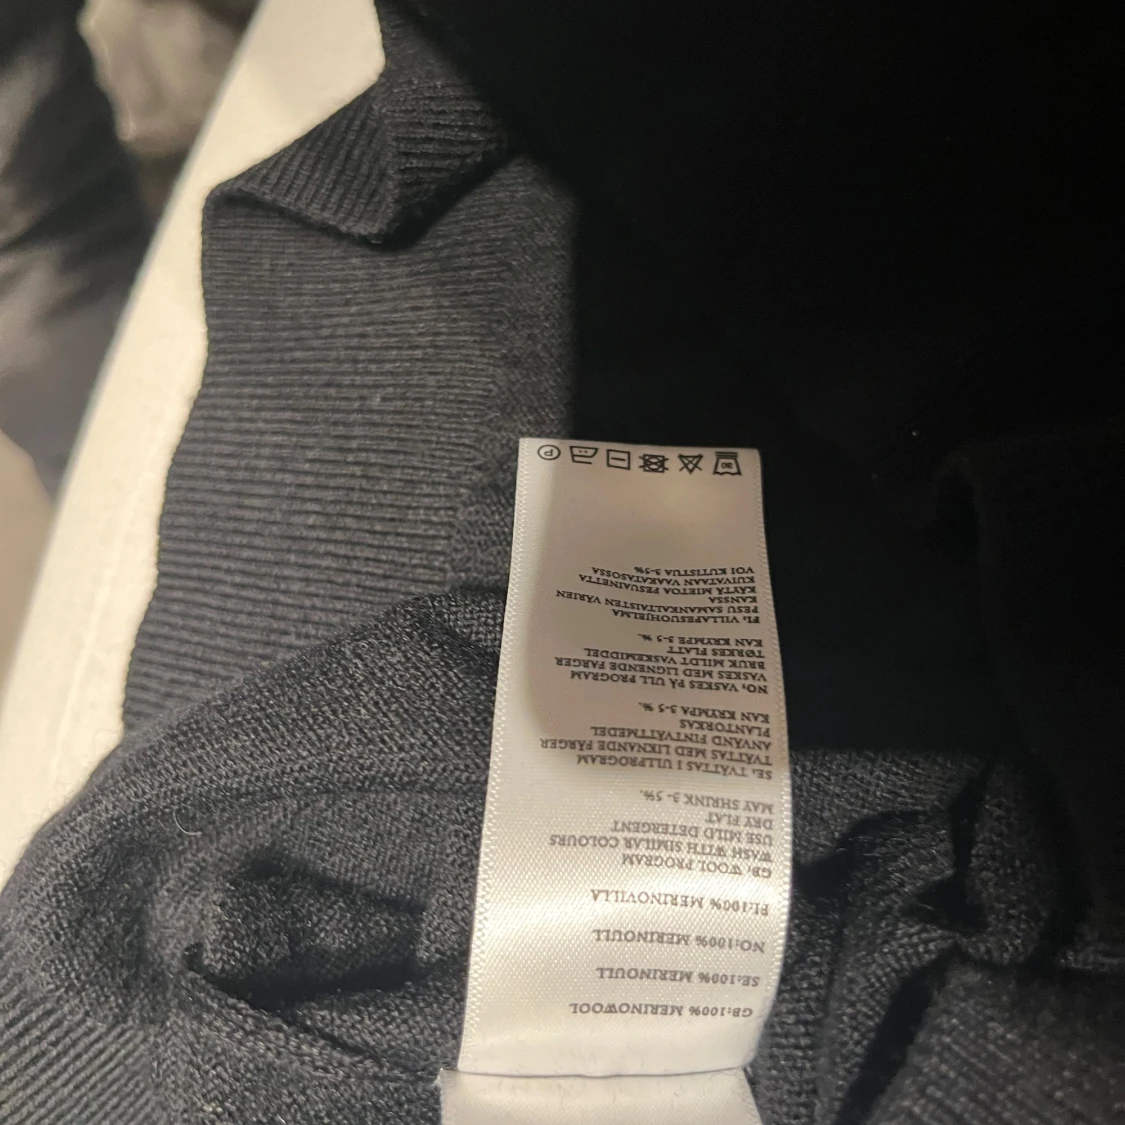 GB:100% MERINOWOOL
SE:100% MERINOULL
NO:100% MERINOULL
FI:100% MERINOVILLA
GB: WOOL PROGRAM
WASH WITH SIMILAR COLOURS
USE MILD DETERGENT
DRY FLAT
MAY SHRINK 3-5%.
SE: TVÄTTAS I ULLPROGRAM
TVÄTTAS MED LIKNANDE FÄRGER
ANVÄND FINTVÄTTMEDEL
PLANTORKAS
KAN KRYMPA 3-5 %.
NO: VASKES PÅ ULL PROGRAM
VASKES MED LIGNENDE FARGER
BRUK MILDT VASKEMIDDEL
TØRKES FLATT
KAN KRYMPE 3-5 %.
FI: VILLAPESUOHJELMA
PESU SAMANKALTAISTEN VÄRIEN
KANSSA
KÄYTÄ MIETOA PESUAINETTA
KUIVATAAN VAAKATASOSSA
VOI KUTISTUA 3-5%
30 P